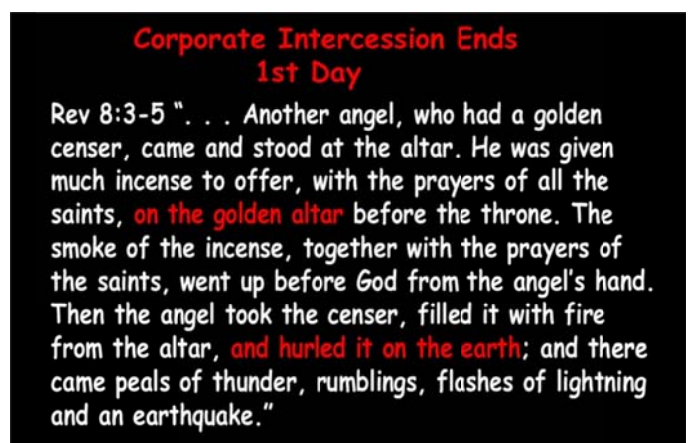 Corporate Intercession Ends
1st Day
Rev 8:3-5 “. . . Another angel, who had a golden
censer, came and stood at the altar. He was given
much incense to offer, with the prayers of all the
saints, on the golden altar before the throne. The
smoke of the incense, together with the prayers of
the saints, went up before God from the angel’s hand.
Then the angel took the censer, filled it with fire
from the altar, and hurled it on the earth; and there
came peals of thunder, rumblings, flashes of lightning
and an earthquake.”